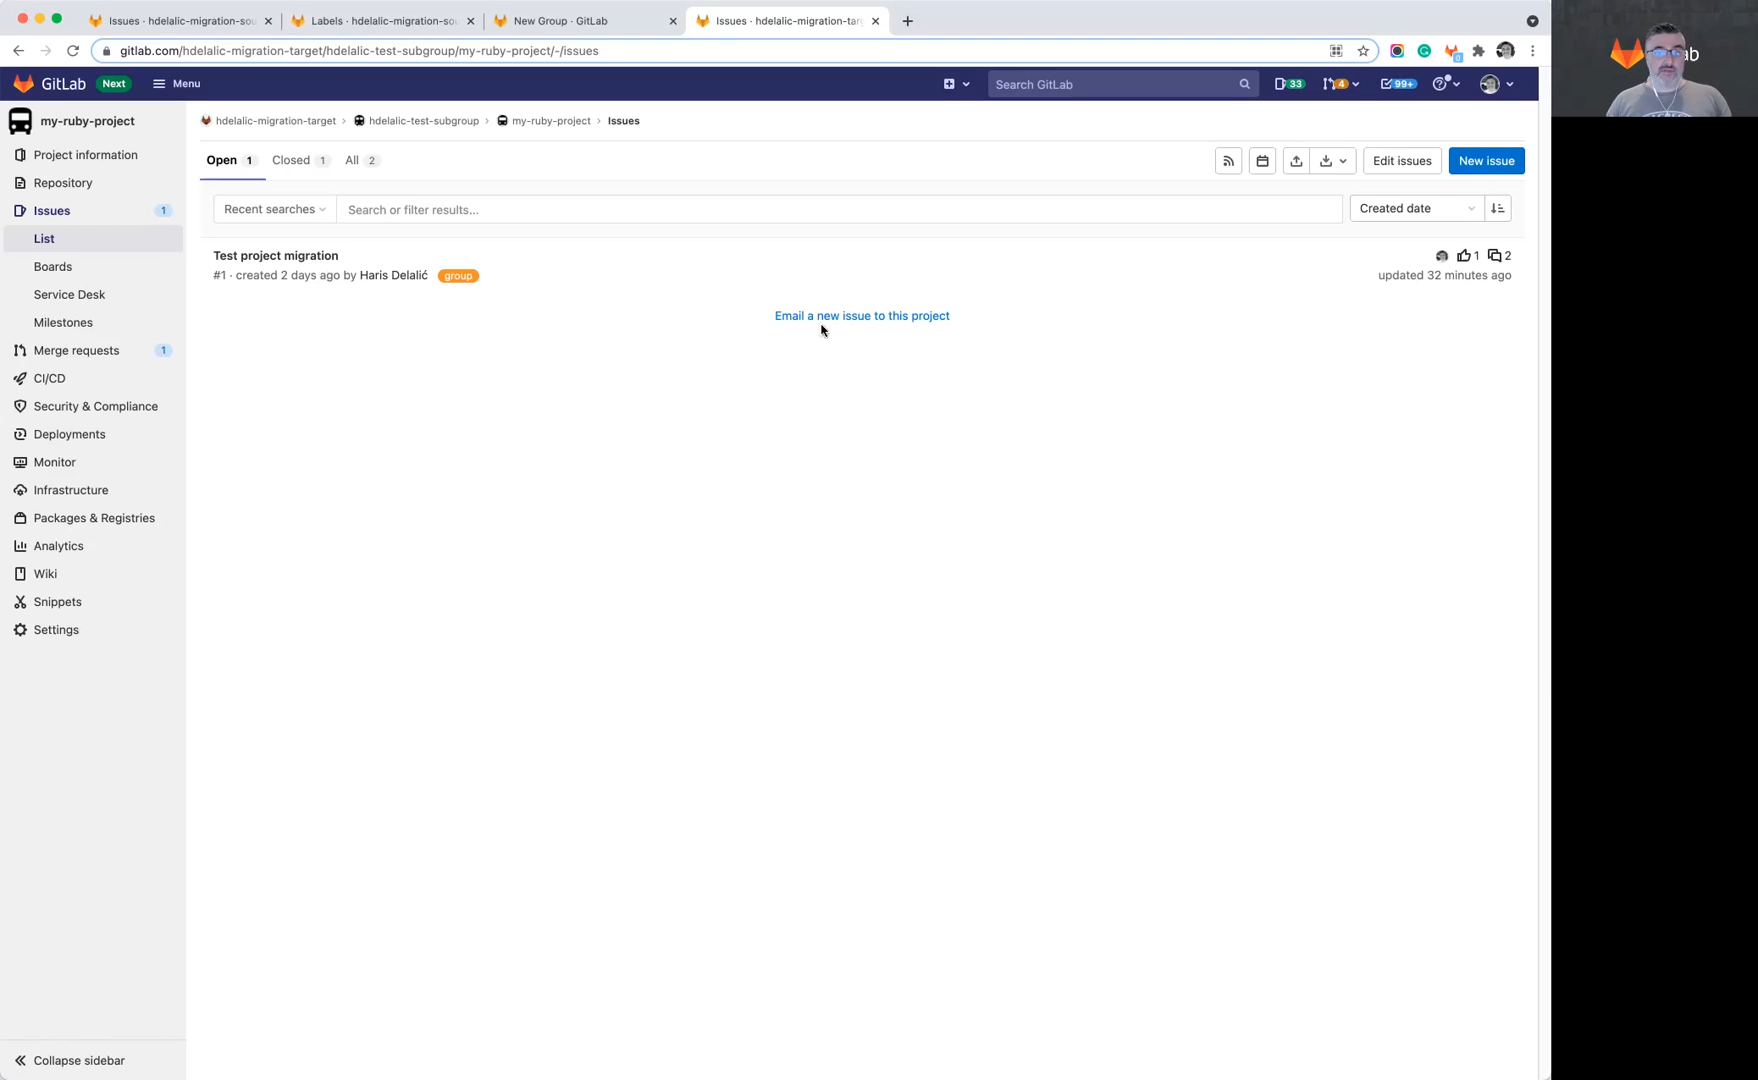 Issues · hdelalic-migration-sou
Labels · hdelalic-migration-sou
New Group · GitLab
Issues · hdelalic-migration-tar
gitlab.com/hdelalic-migration-target/hdelalic-test-subgroup/my-ruby-project/-/issues
GitLab Next Menu
Search GitLab
33
4
99+
my-ruby-project
hdelalic-migration-target › hdelalic-test-subgroup › my-ruby-project › Issues
Project information
Repository
Issues 1
List
Boards
Service Desk
Milestones
Merge requests 1
CI/CD
Security & Compliance
Deployments
Monitor
Infrastructure
Packages & Registries
Analytics
Wiki
Snippets
Settings
Collapse sidebar
Open 1 Closed 1 All 2
Edit issues
New issue
Recent searches
Search or filter results...
Created date
Test project migration
1 2
#1 · created 2 days ago by Haris Delalić group
updated 32 minutes ago
Email a new issue to this project